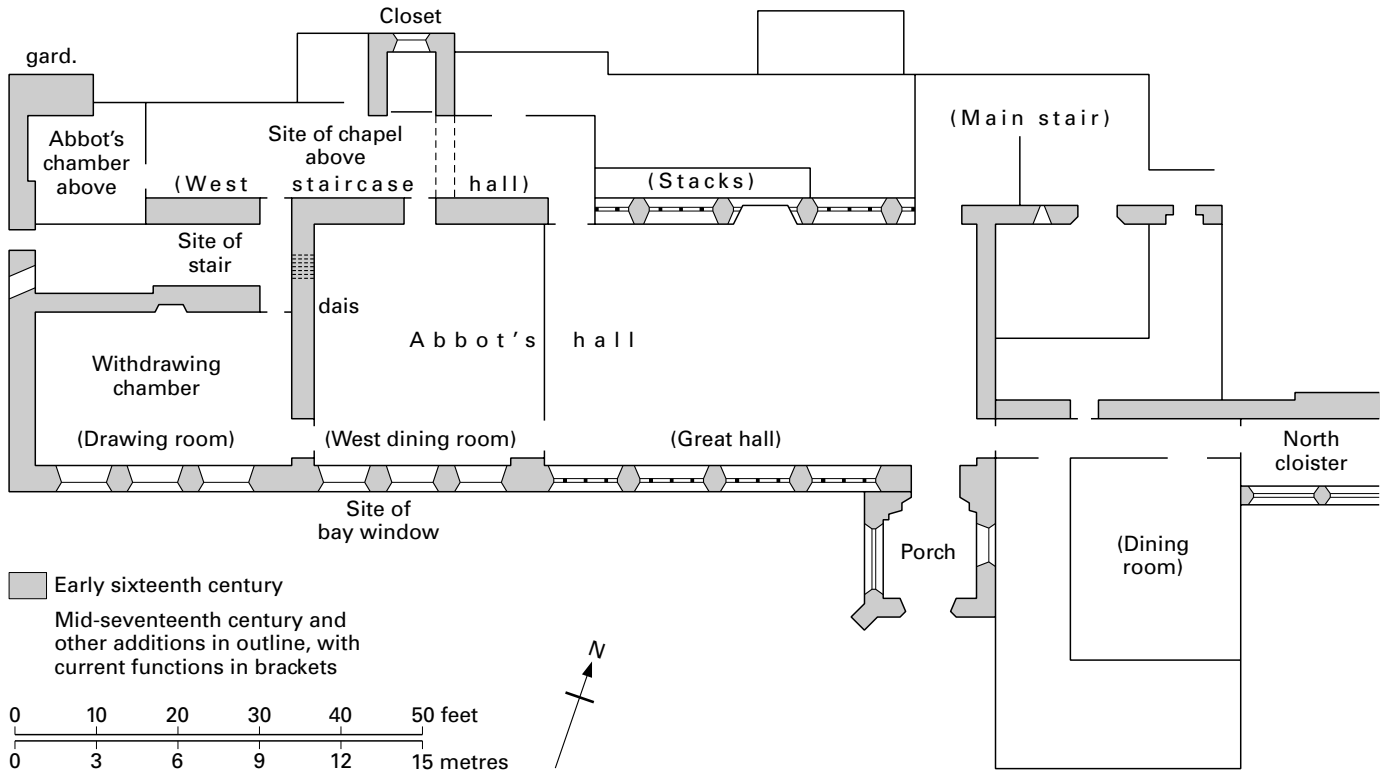 Closet
gard.
(Main stair)
Abbot's
chamber
above
Site of chapel
above
(West staircase hall)
(Stacks)
Site of
stair
dais
Abbot's hall
Withdrawing
chamber
(Drawing room)
(West dining room)
(Great hall)
North
cloister
Site of
bay window
Porch
(Dining
room)
Early sixteenth century
Mid-seventeenth century and
other additions in outline, with
current functions in brackets
N
0 10 20 30 40 50 feet
0 3 6 9 12 15 metres